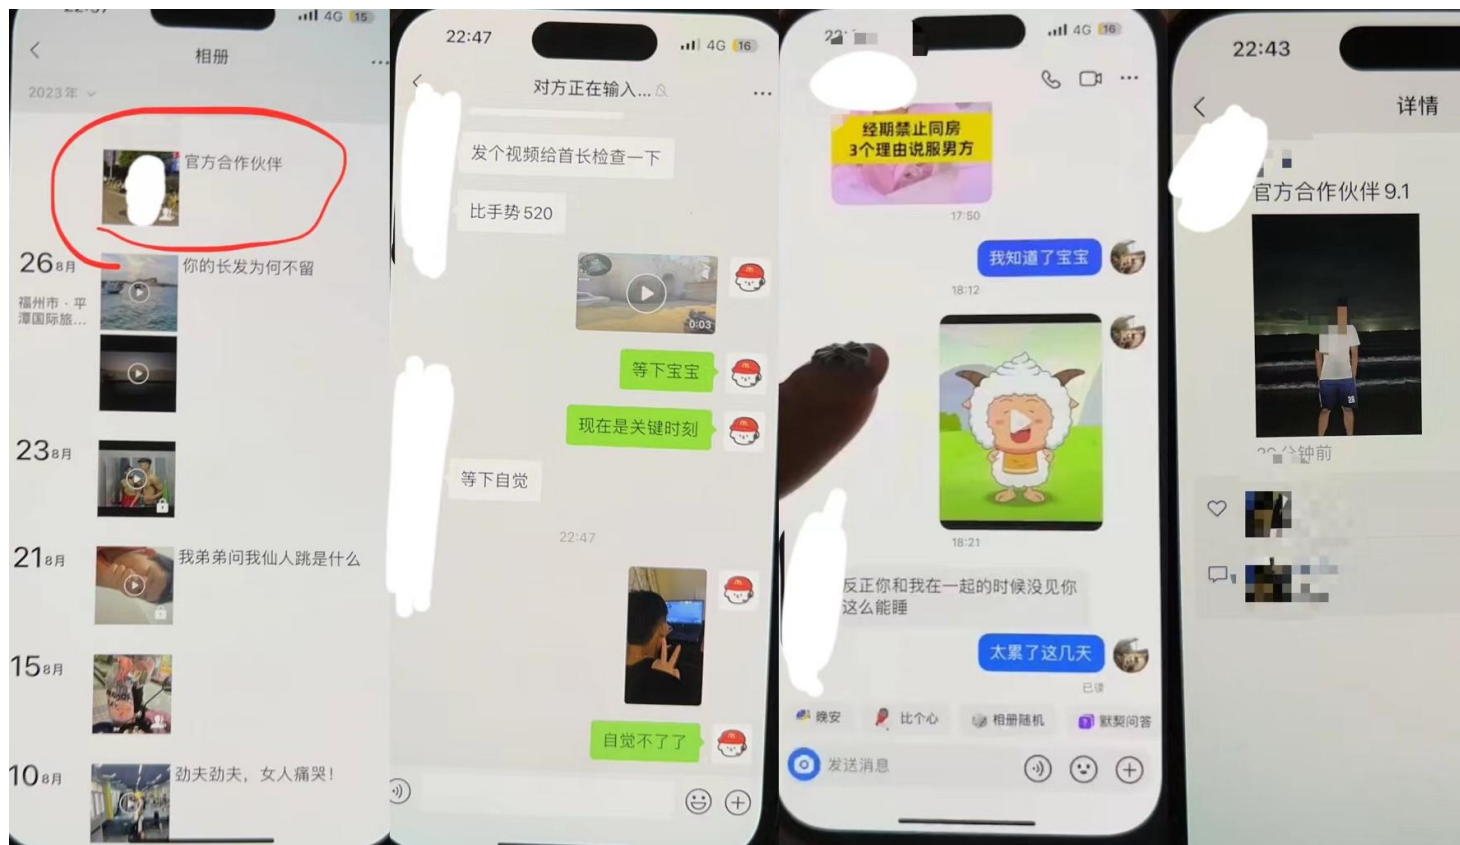 4G 15
相册
2023年
官方合作伙伴
26 8月
你的长发为何不留
福州市·平
潭国际旅...
23 8月
21 8月
我弟弟问我仙人跳是什么
15 8月
10 8月
劲夫劲夫，女人痛哭！
22:47
4G 16
对方正在输入...
发个视频给首长检查一下
比手势520
0:03
等下宝宝
现在是关键时刻
等下自觉
22:47
自觉不了了
4G 16
经期禁止同房
3个理由说服男方
17:50
我知道了宝宝
18:12
18:21
反正你和我在一起的时候没见你
这么能睡
太累了这几天
已读
晚安
比个心
相册随机
默契问答
发送消息
22:43
详情
官方合作伙伴9.1
分钟前